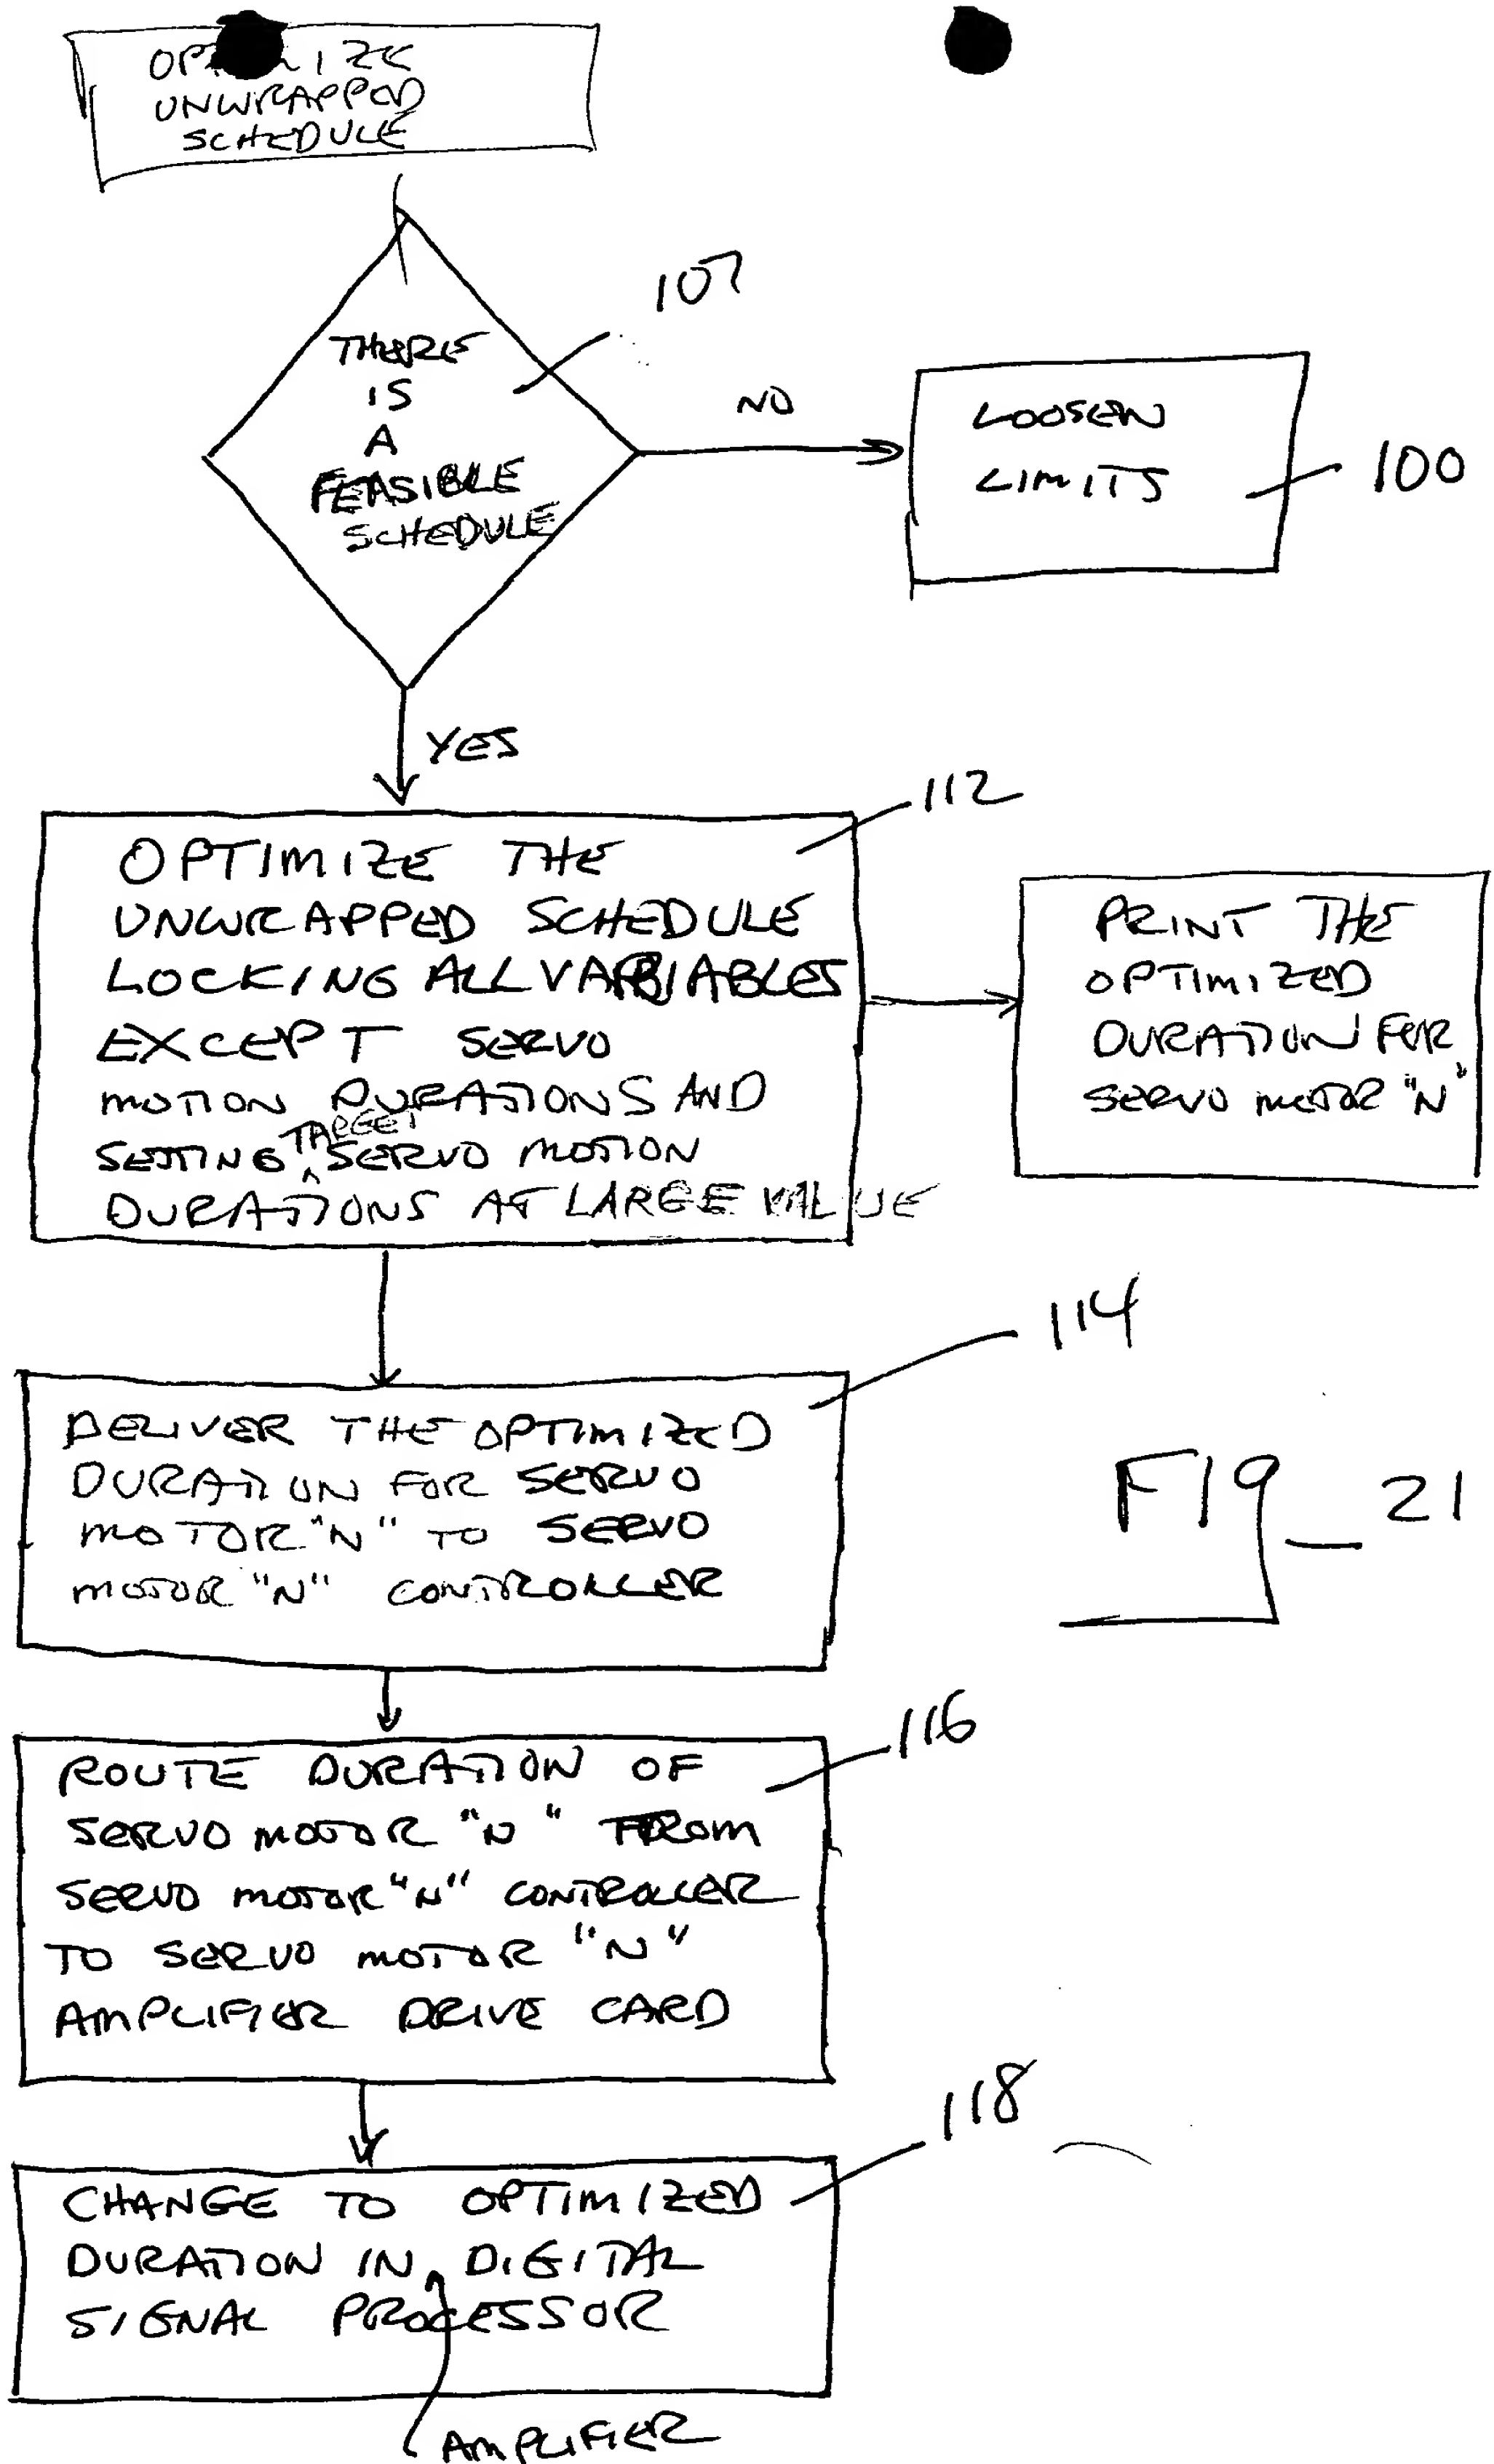 UNWRAPPED
SCHEDULE
107
THERE
IS
A
FEASIBLE
SCHEDULE
NO
LOOSEN
LIMITS
100
YES
112
OPTIMIZE THE
UNWRAPPED SCHEDULE
LOCKING ALL VARIABLES
EXCEPT SERVO
MOTION DURATIONS AND
SETTING TARGET SERVO MOTION
DURATIONS AT LARGE VALUE
PRINT THE
OPTIMIZED
DURATION FOR
SERVO MOTOR "N"
114
DELIVER THE OPTIMIZED
DURATION FOR SERVO
MOTOR "N" TO SERVO
MOTOR "N" CONTROLLER
FIG_21
116
ROUTE DURATION OF
SERVO MOTOR "N" FROM
SERVO MOTOR "N" CONTROLLER
TO SERVO MOTOR "N"
AMPLIFIER DRIVE CARD
118
CHANGE TO OPTIMIZED
DURATION IN DIGITAL
SIGNAL PROCESSOR
AMPLIFIER